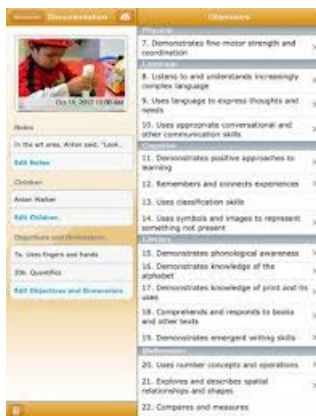 Documentation
Oct 18, 2012 10:00 AM
Notes
In the art area, Anton said, "Look,
Edit Notes
Children
Anton Walker
Edit Children
Objectives and Dimensions
7a. Uses fingers and hands
20b. Quantifies
Edit Objectives and Dimensions
Objectives
Physical
7. Demonstrates fine-motor strength and
coordination
Language
8. Listens to and understands increasingly
complex language
9. Uses language to express thoughts and
needs
10. Uses appropriate conversational and
other communication skills
Cognitive
11. Demonstrates positive approaches to
learning
12. Remembers and connects experiences
13. Uses classification skills
14. Uses symbols and images to represent
something not present
Literacy
15. Demonstrates phonological awareness
16. Demonstrates knowledge of the
alphabet
17. Demonstrates knowledge of print and its
uses
18. Comprehends and responds to books
and other texts
19. Demonstrates emergent writing skills
Mathematics
20. Uses number concepts and operations
21. Explores and describes spatial
relationships and shapes
22. Compares and measures